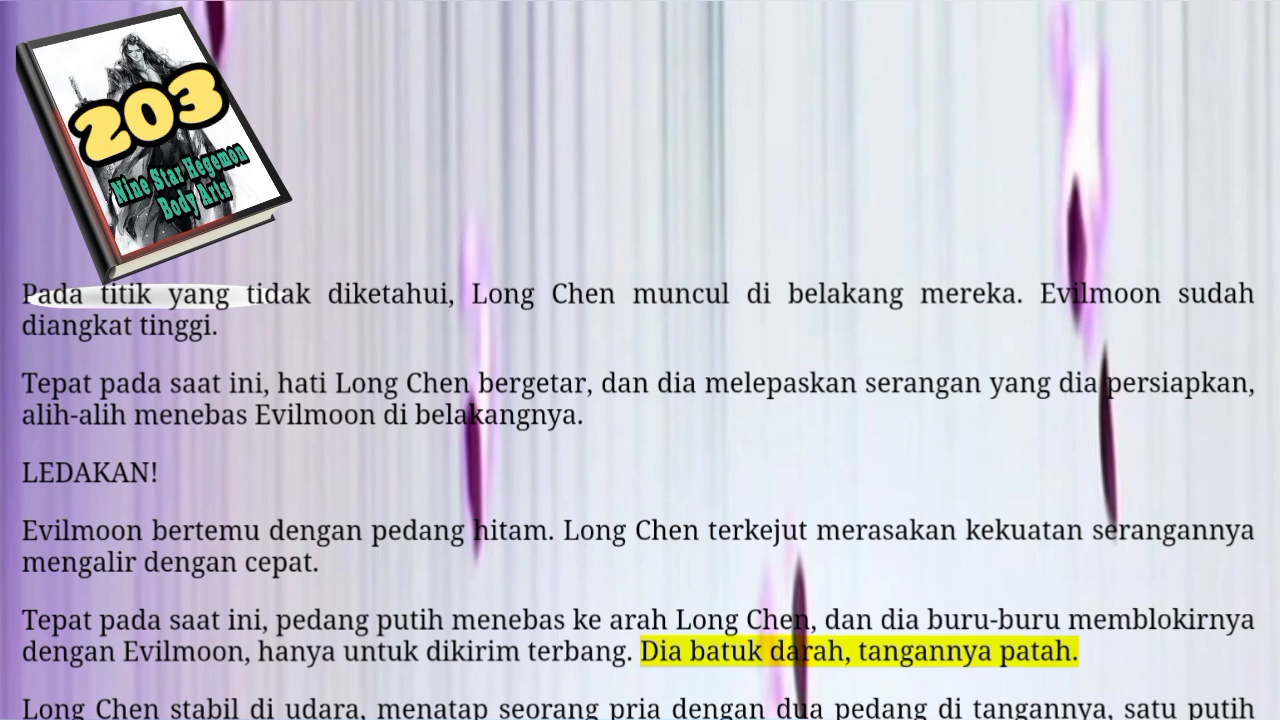 203
Nine Star Hegemon
Body Arts
Pada titik yang tidak diketahui, Long Chen muncul di belakang mereka. Evilmoon sudah
diangkat tinggi.
Tepat pada saat ini, hati Long Chen bergetar, dan dia melepaskan serangan yang dia persiapkan,
alih-alih menebas Evilmoon di belakangnya.
LEDAKAN!
Evilmoon bertemu dengan pedang hitam. Long Chen terkejut merasakan kekuatan serangannya
mengalir dengan cepat.
Tepat pada saat ini, pedang putih menebas ke arah Long Chen, dan dia buru-buru memblokirnya
dengan Evilmoon, hanya untuk dikirim terbang. Dia batuk darah, tangannya patah.
Long Chen stabil di udara, menatap seorang pria dengan dua pedang di tangannya, satu putih